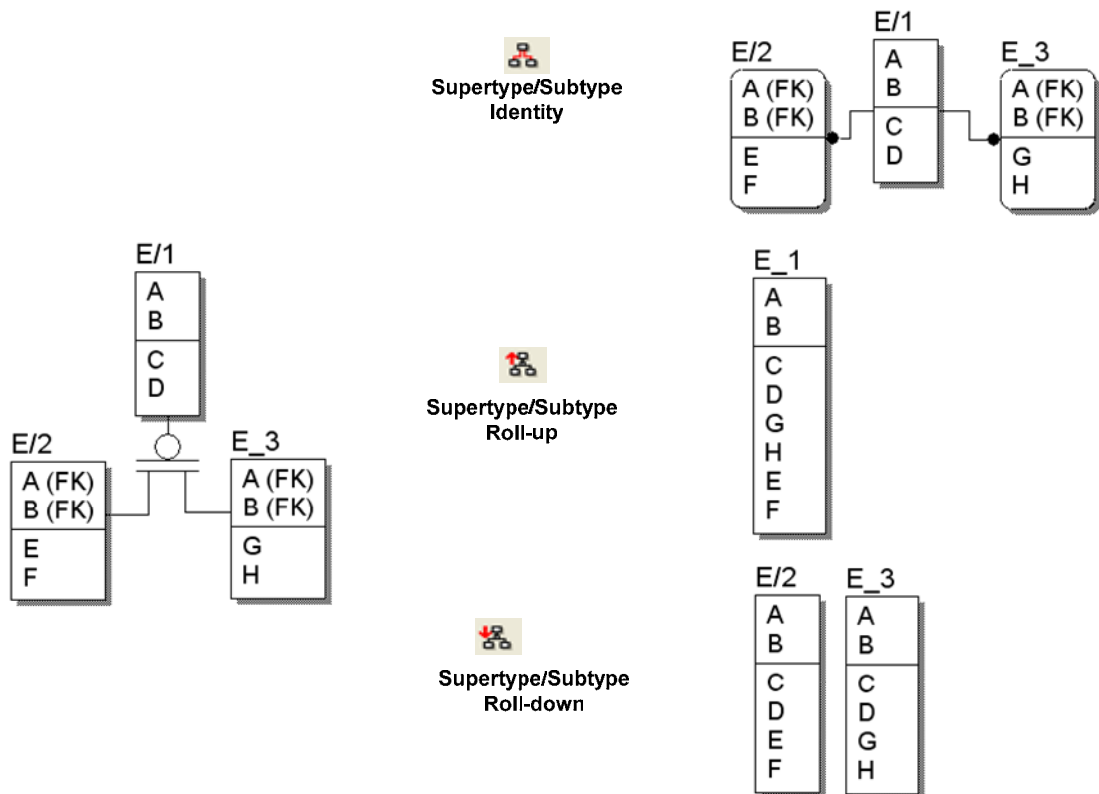 Supertype/Subtype
Identity
E/2
A (FK)
B (FK)
E
F
E/1
A
B
C
D
E_3
A (FK)
B (FK)
G
H
E/1
A
B
C
D
E/2
A (FK)
B (FK)
E
F
E_3
A (FK)
B (FK)
G
H
Supertype/Subtype
Roll-up
E_1
A
B
C
D
G
H
E
F
Supertype/Subtype
Roll-down
E/2
A
B
C
D
E
F
E_3
A
B
C
D
G
H